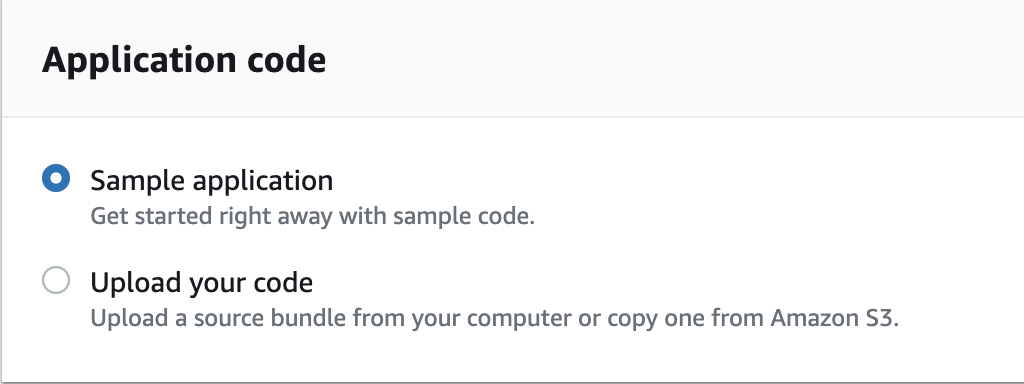 Application code
Sample application
Get started right away with sample code.
Upload your code
Upload a source bundle from your computer or copy one from Amazon S3.